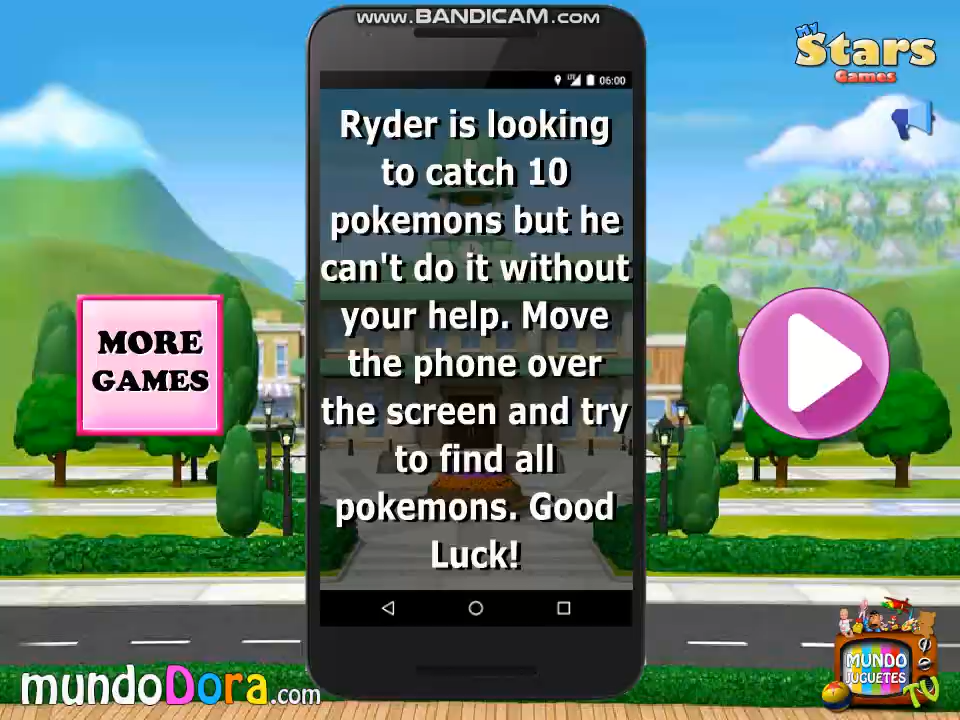 www.BANDICAM.com
My
Stars
Games
LTE 06:00
Ryder is looking
to catch 10
pokemons but he
can't do it without
your help. Move
the phone over
the screen and try
to find all
pokemons. Good
Luck!
MORE
GAMES
mundoDora.com
MUNDO
JUGUETES
TV